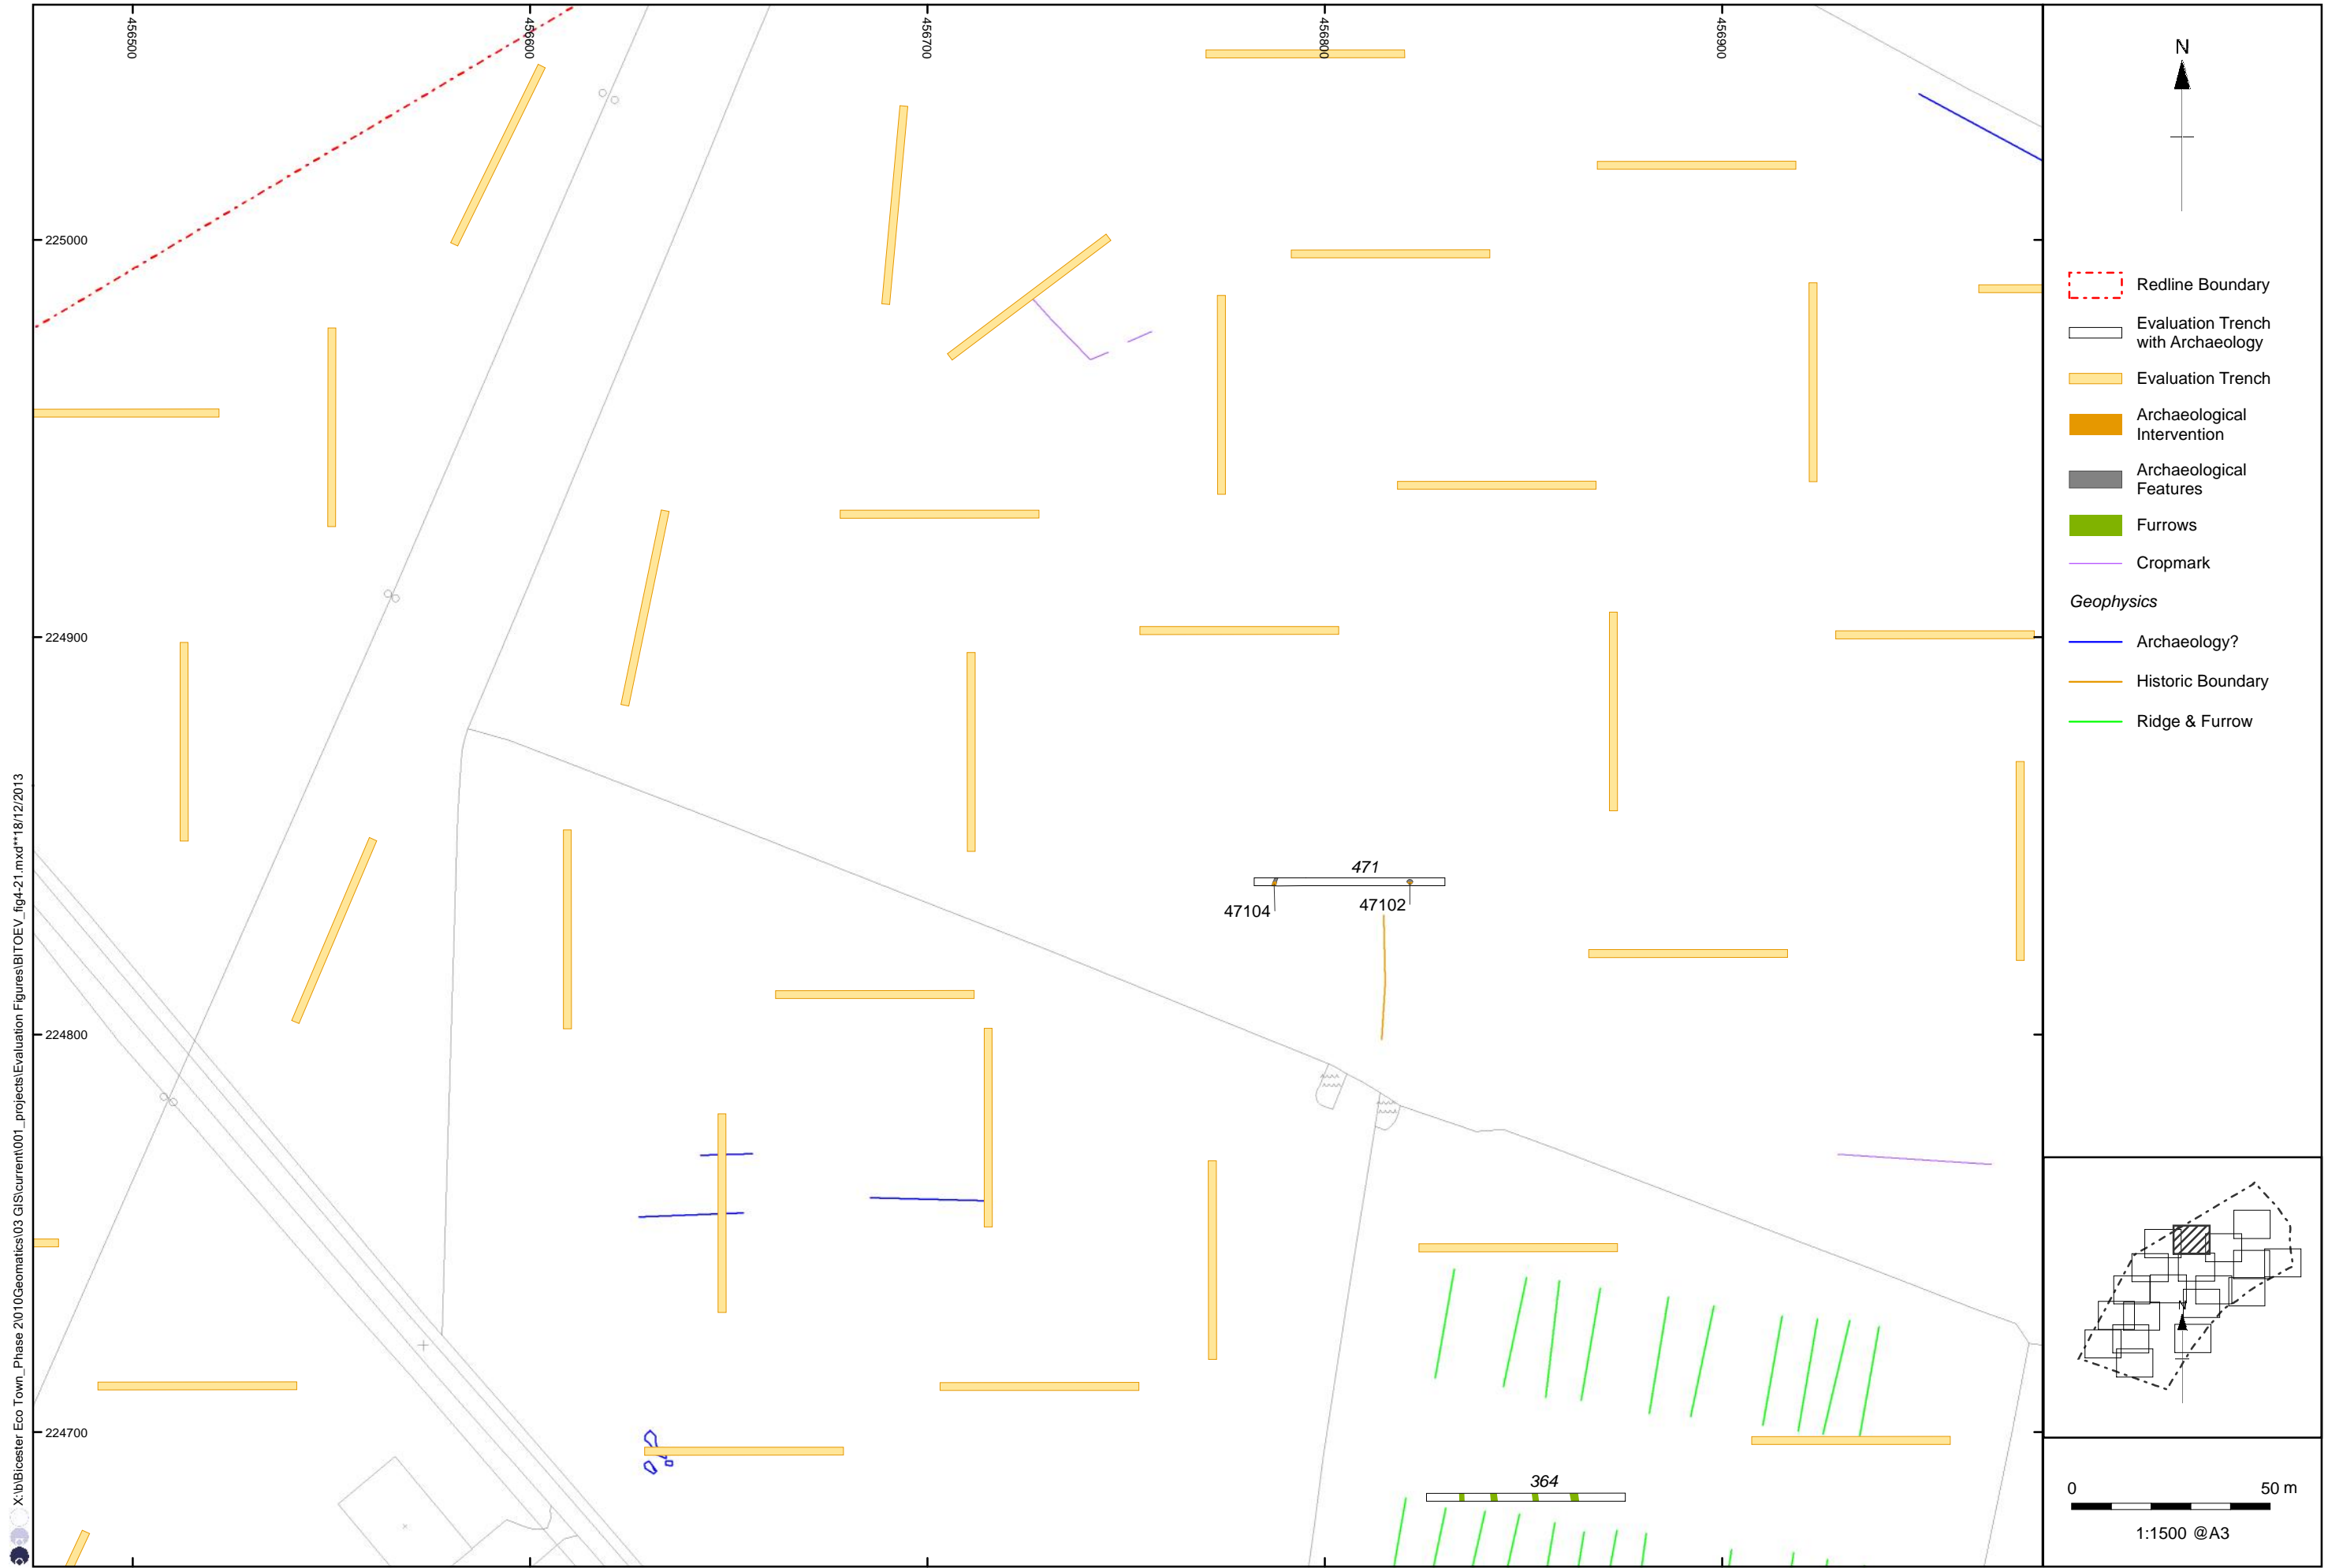 456500
456600
456700
456800
456900
225000
224900
224800
224700
471
47104
47102
364
N
Redline Boundary
Evaluation Trench
with Archaeology
Evaluation Trench
Archaeological
Intervention
Archaeological
Features
Furrows
Cropmark
Geophysics
Archaeology?
Historic Boundary
Ridge & Furrow
N
0 50 m
1:1500 @A3
X:\b\Bicester Eco Town_Phase 2\010Geomatics\03 GIS\current\001_projects\Evaluation Figures\BITOEV_fig4-21.mxd**18/12/2013